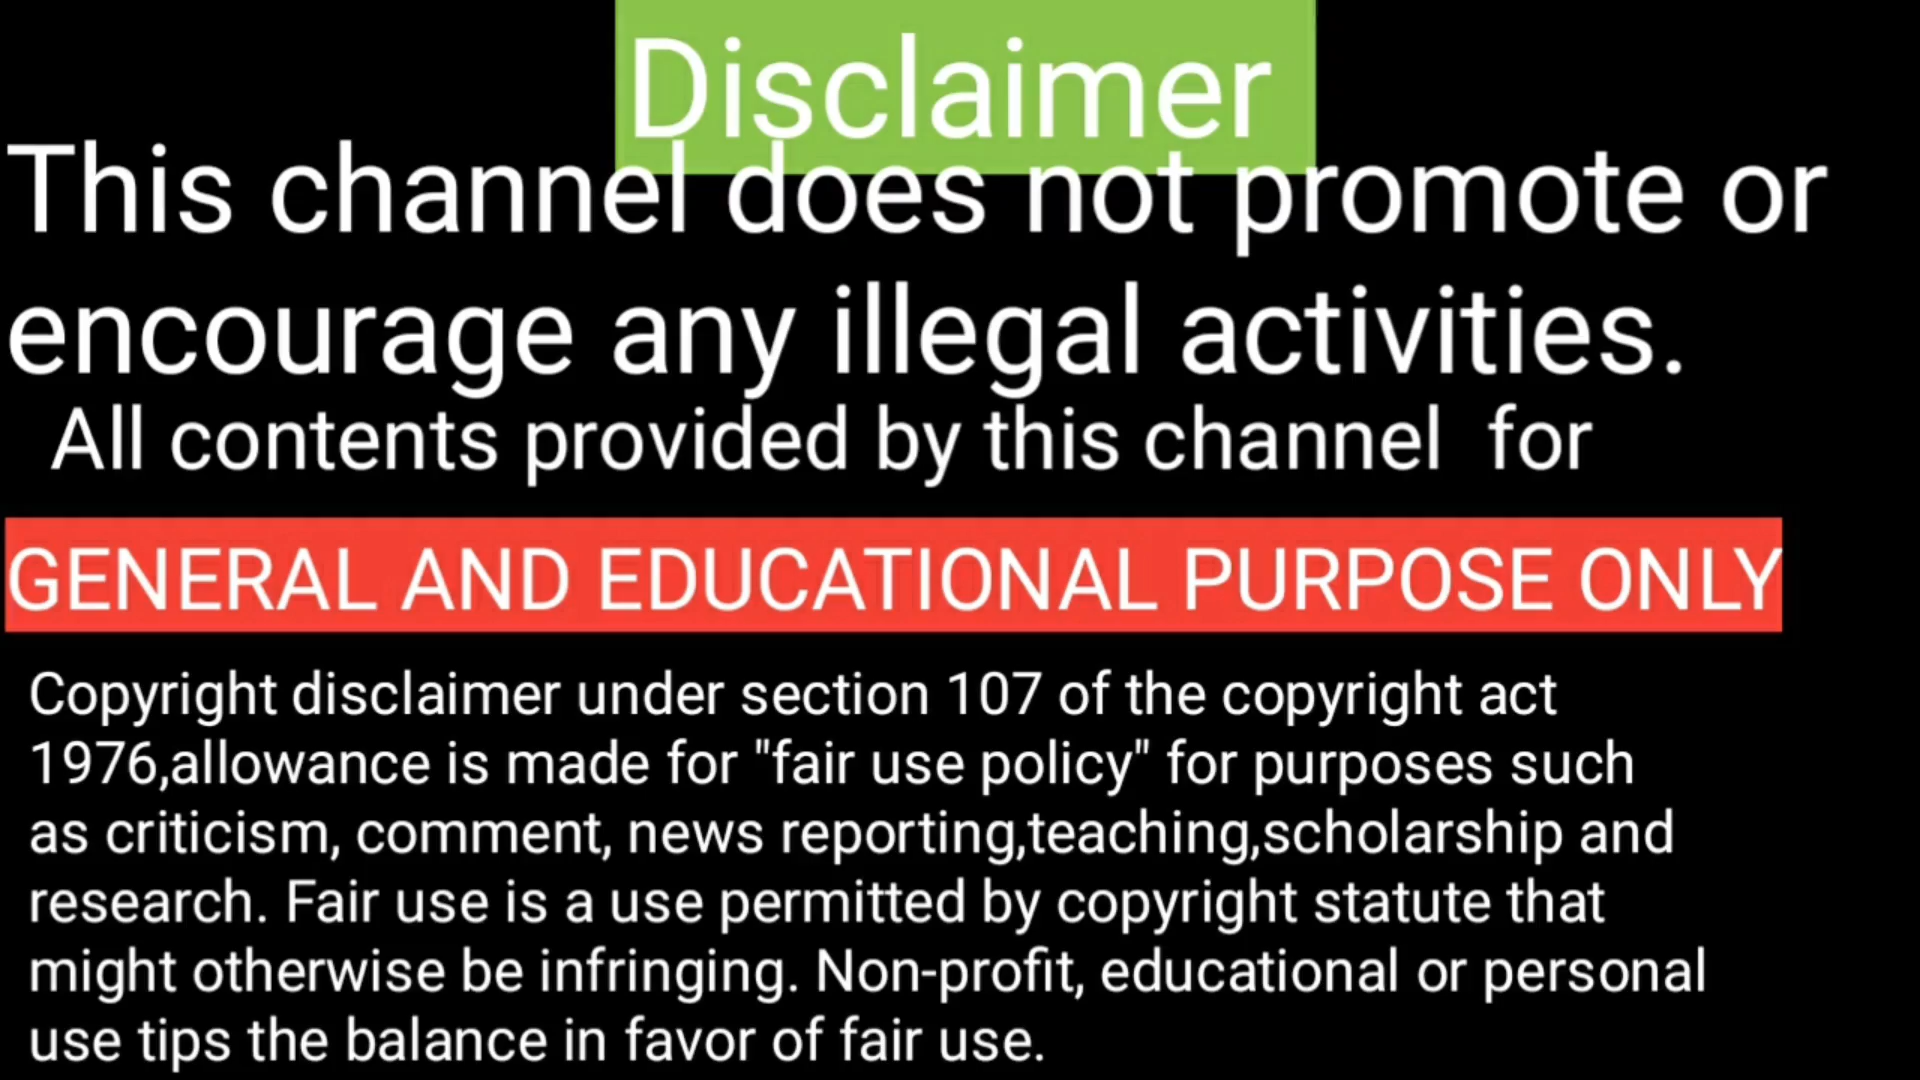 Disclaimer
This channel does not promote or
encourage any illegal activities.
All contents provided by this channel  for
GENERAL AND EDUCATIONAL PURPOSE ONLY
Copyright disclaimer under section 107 of the copyright act
1976,allowance is made for "fair use policy" for purposes such
as criticism, comment, news reporting,teaching,scholarship and
research. Fair use is a use permitted by copyright statute that
might otherwise be infringing. Non-profit, educational or personal
use tips the balance in favor of fair use.